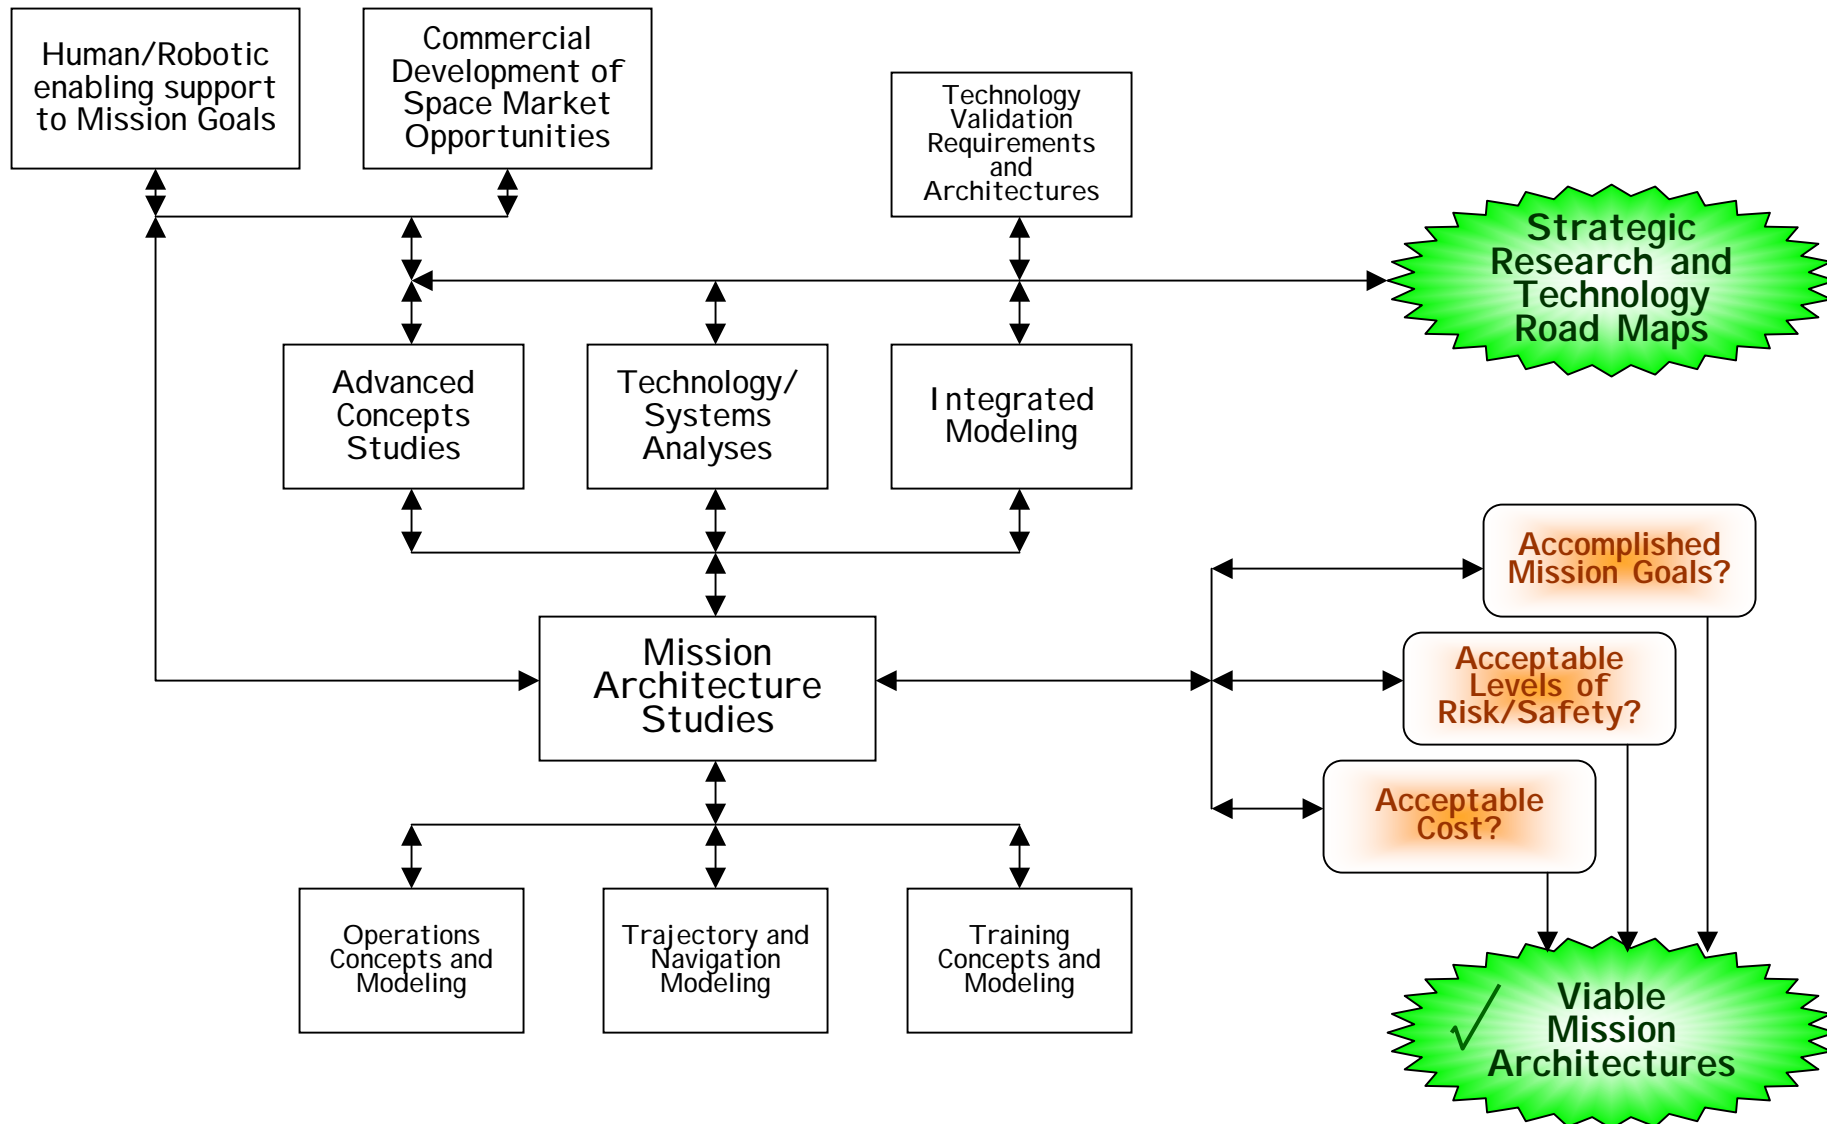 Human/Robotic
enabling support
to Mission Goals
Commercial
Development of
Space Market
Opportunities
Technology
Validation
Requirements
and
Architectures
Strategic
Research and
Technology
Road Maps
Advanced
Concepts
Studies
Technology/
Systems
Analyses
Integrated
Modeling
Accomplished
Mission Goals?
Mission
Architecture
Studies
Acceptable
Levels of
Risk/Safety?
Acceptable
Cost?
Operations
Concepts and
Modeling
Trajectory and
Navigation
Modeling
Training
Concepts and
Modeling
√ Viable
Mission
Architectures